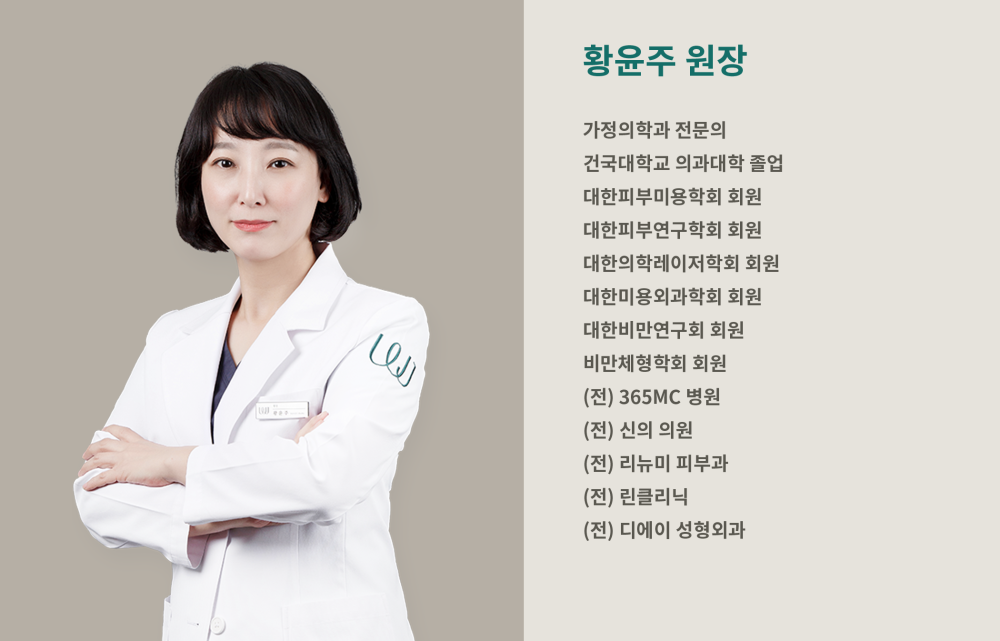 황윤주 원장
가정의학과 전문의
건국대학교 의과대학 졸업
대한피부미용학회 회원
대한피부연구학회 회원
대한의학레이저학회 회원
대한미용외과학회 회원
대한비만연구회 회원
비만체형학회 회원
(전) 365MC 병원
(전) 신의 의원
(전) 리뉴미 피부과
(전) 린클리닉
(전) 디에이 성형외과